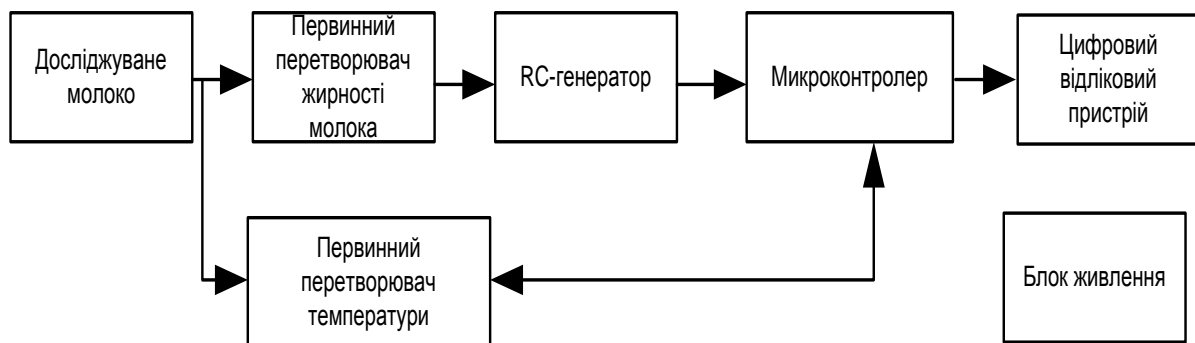 Досліджуване
молоко
Первинний
перетворювач
жирності
молока
RC-генератор
Микроконтролер
Цифровий
відліковий
пристрій
Первинний
перетворювач
температури
Блок живлення